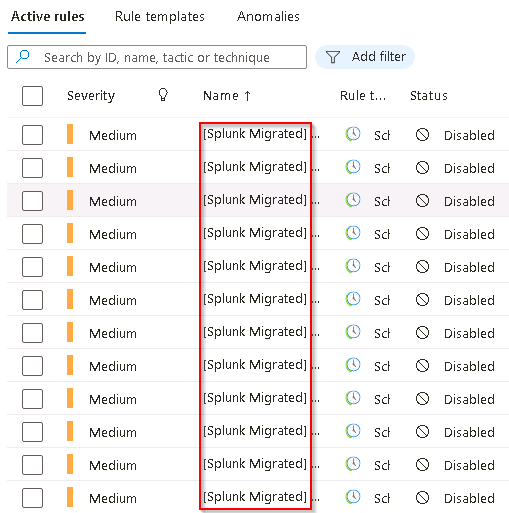 Active rules Rule templates Anomalies
Search by ID, name, tactic or technique Add filter
Severity Name ↑ Rule t... Status
Medium [Splunk Migrated] ... Sch Disabled
Medium [Splunk Migrated] ... Sch Disabled
Medium [Splunk Migrated] ... Sch Disabled
Medium [Splunk Migrated] ... Sch Disabled
Medium [Splunk Migrated] ... Sch Disabled
Medium [Splunk Migrated] ... Sch Disabled
Medium [Splunk Migrated] ... Sch Disabled
Medium [Splunk Migrated] ... Sch Disabled
Medium [Splunk Migrated] ... Sch Disabled
Medium [Splunk Migrated] ... Sch Disabled
Medium [Splunk Migrated] ... Sch Disabled
Medium [Splunk Migrated] ... Sch Disabled